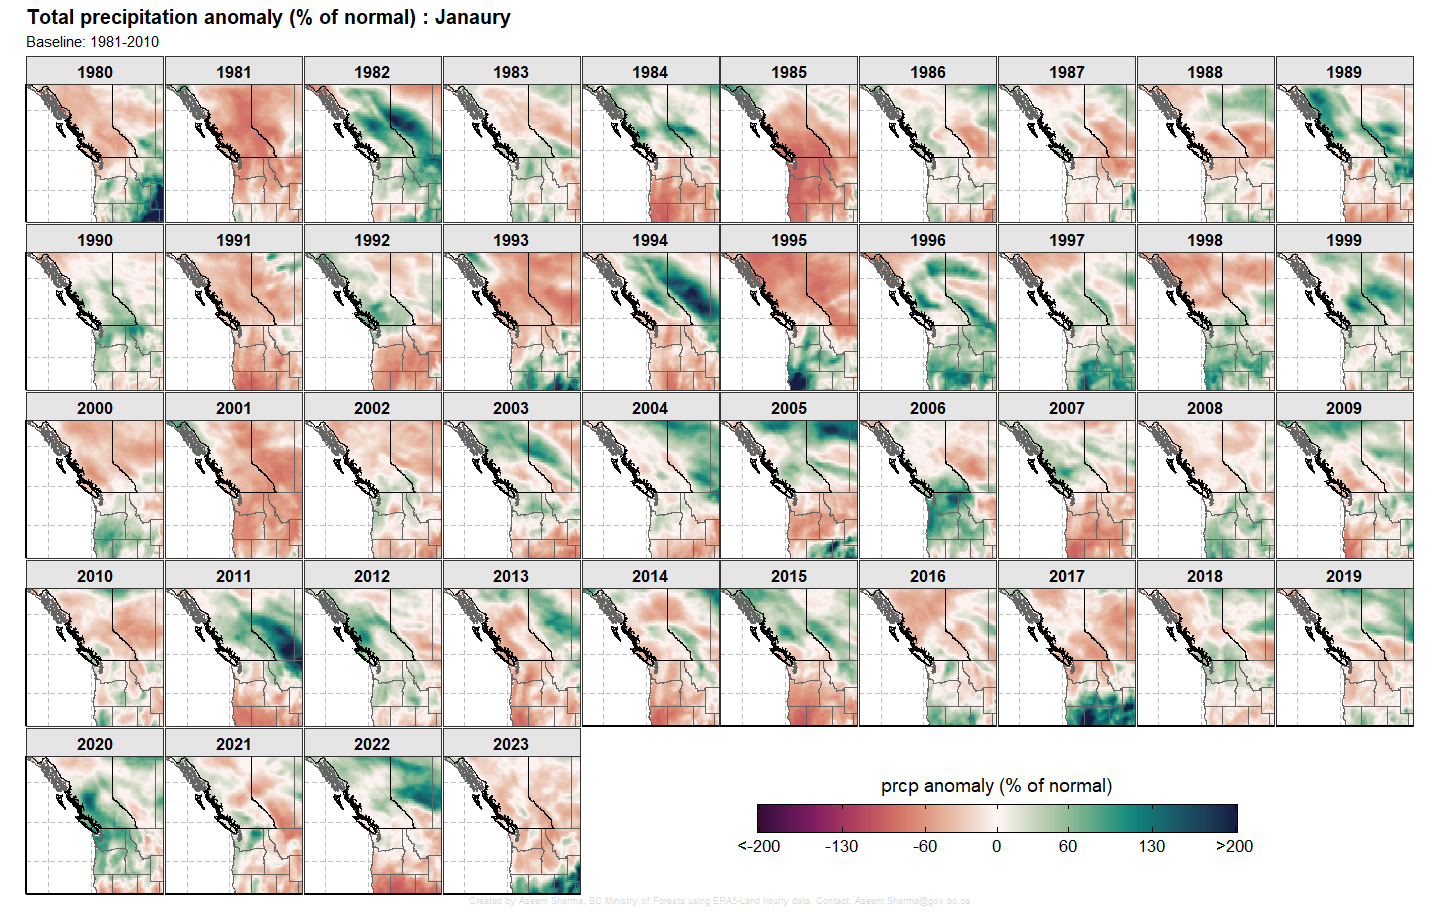 Total precipitation anomaly (% of normal) : Janaury
Baseline: 1981-2010
1980 1981 1982 1983 1984 1985 1986 1987 1988 1989
1990 1991 1992 1993 1994 1995 1996 1997 1998 1999
2000 2001 2002 2003 2004 2005 2006 2007 2008 2009
2010 2011 2012 2013 2014 2015 2016 2017 2018 2019
2020 2021 2022 2023
prcp anomaly (% of normal)
<-200 -130 -60 0 60 130 >200
Created by Aseem Sharma, BC Ministry of Forests using ERA5-Land hourly data. Contact: Aseem.Sharma@gov.bc.ca